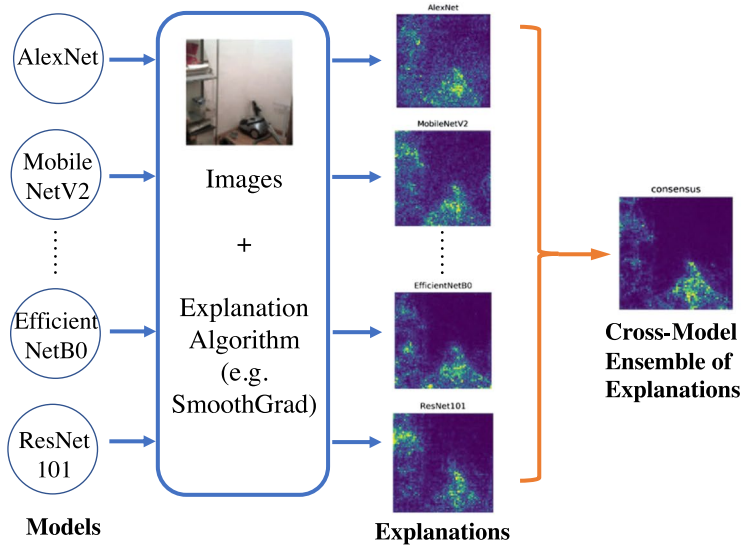 AlexNet
Mobile
NetV2
Efficient
NetB0
ResNet
101
Models
Images
+
Explanation
Algorithm
(e.g.
SmoothGrad)
AlexNet
MobileNetV2
EfficientNetB0
ResNet101
Explanations
consensus
Cross-Model
Ensemble of
Explanations